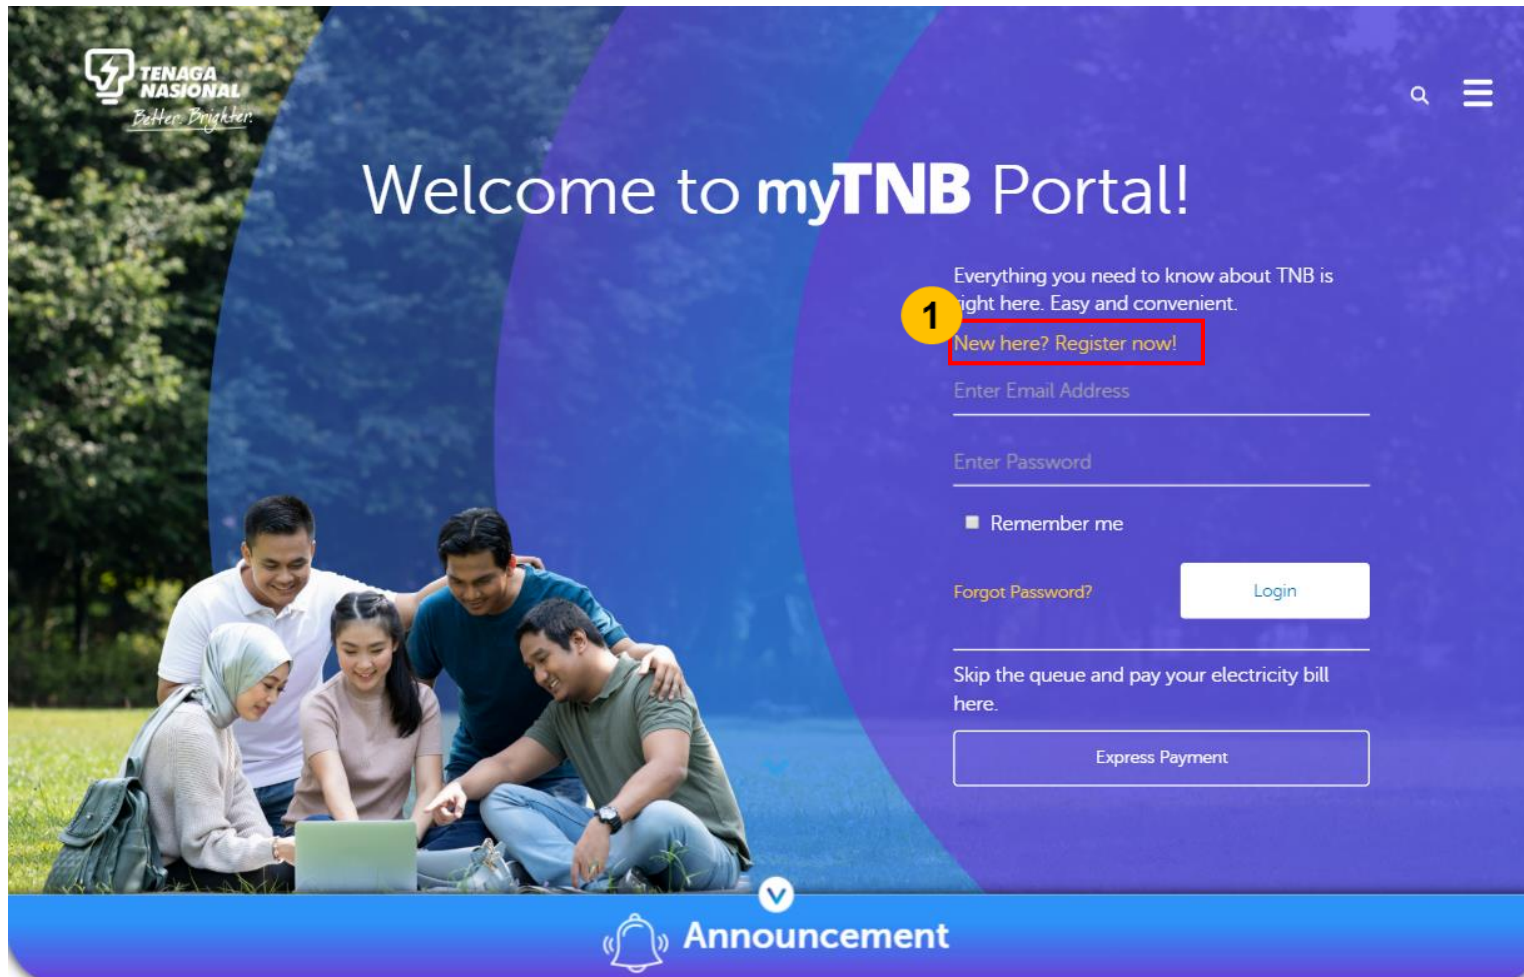 TENAGA
NASIONAL
Better. Brighter.
Welcome to myTNB Portal!
Everything you need to know about TNB is
right here. Easy and convenient.
1
New here? Register now!
Enter Email Address
Enter Password
Remember me
Forgot Password?
Login
Skip the queue and pay your electricity bill
here.
Express Payment
Announcement